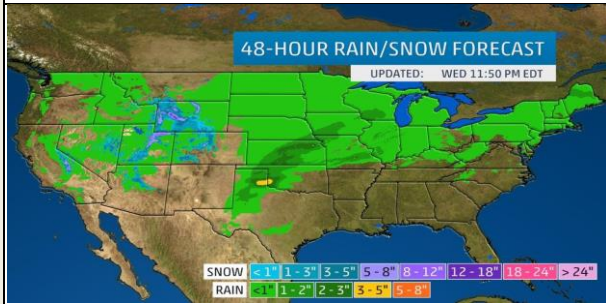 48-HOUR RAIN/SNOW FORECAST
UPDATED: WED 11:50 PM EDT
SNOW <1" 1 - 3" 3 - 5" 5 - 8" 8 - 12" 12 - 18" 18 - 24" > 24"
RAIN <1" 1 - 2" 2 - 3" 3 - 5" 5 - 8"